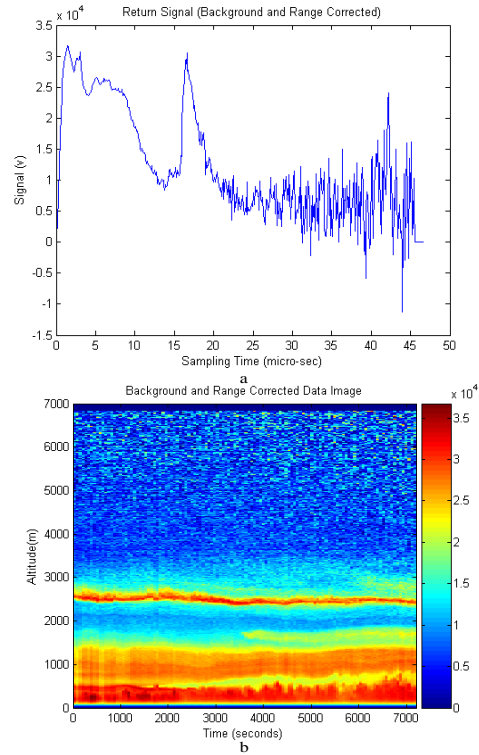 Return Signal (Background and Range Corrected)
x 10^4
3.5
3
2.5
2
1.5
1
0.5
0
-0.5
-1
-1.5
Signal (v)
0 5 10 15 20 25 30 35 40 45 50
Sampling Time (micro-sec)
a
Background and Range Corrected Data Image
x 10^4
7000
6000
5000
4000
3000
2000
1000
0
Altitude(m)
0 1000 2000 3000 4000 5000 6000 7000
Time (seconds)
3.5
3
2.5
2
1.5
1
0.5
0
b